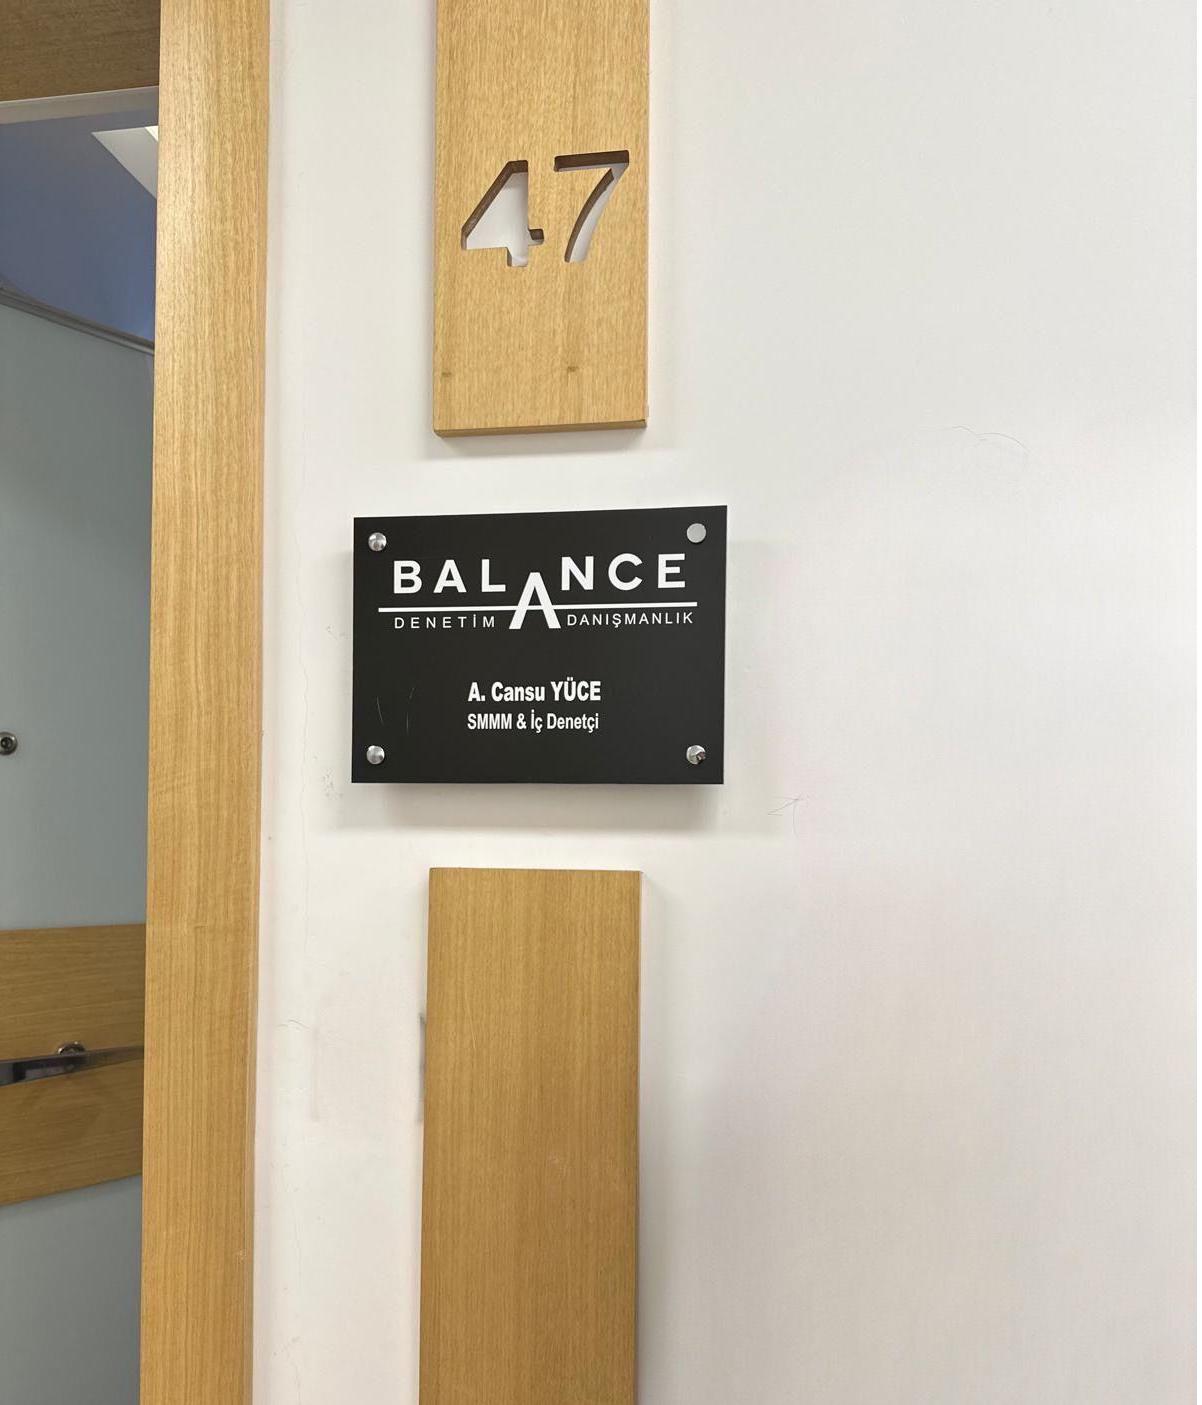 47
BALANCE
DENETİM DANIŞMANLIK
A. Cansu YÜCE
SMMM & İç Denetçi